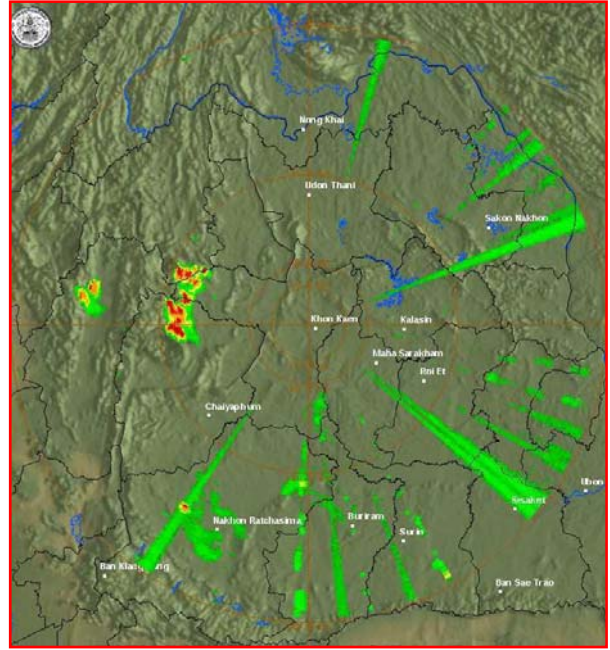 Nong Khai
Udon Thani
Sakon Nakhon
Khon Kaen
Kalasin
Maha Sarakham
Roi Et
Chaiyaphum
Ubon
Sisaket
Nakhon Ratchasima
Buriram
Surin
Ban Sae Trao